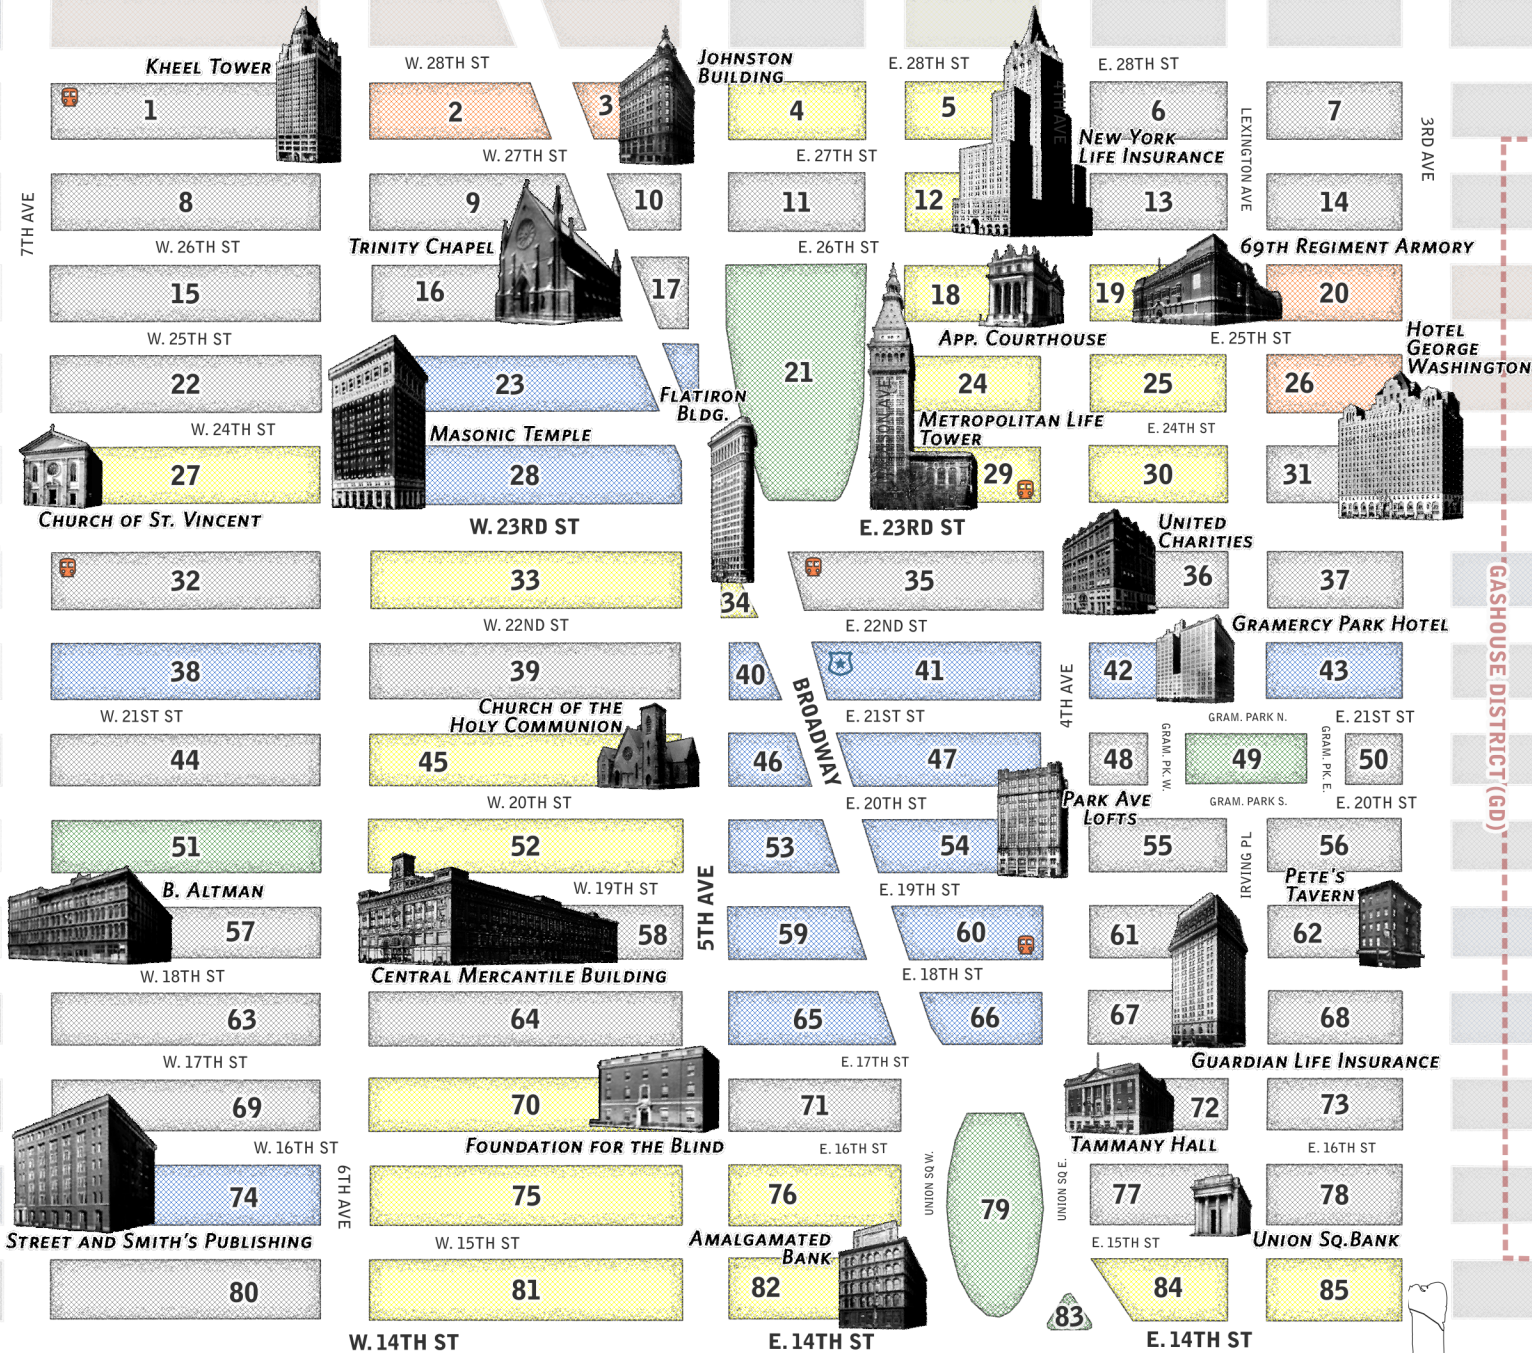 KHEEL TOWER
W. 28TH ST
JOHNSTON
BUILDING
E. 28TH ST
E. 28TH ST
1
2
3
4
5
4TH AVE
6
LEXINGTON AVE
7
3RD AVE
W. 27TH ST
E. 27TH ST
NEW YORK
LIFE INSURANCE
7TH AVE
8
9
10
11
12
13
14
W. 26TH ST
TRINITY CHAPEL
E. 26TH ST
69TH REGIMENT ARMORY
15
16
17
18
19
20
W. 25TH ST
APP. COURTHOUSE
E. 25TH ST
HOTEL
GEORGE
WASHINGTON
21
22
23
24
25
26
FLATIRON
BLDG.
MADISON AVE
W. 24TH ST
MASONIC TEMPLE
METROPOLITAN LIFE
TOWER
E. 24TH ST
27
28
29
30
31
CHURCH OF ST. VINCENT
W. 23RD ST
E. 23RD ST
UNITED
CHARITIES
32
33
34
35
36
37
GASHOUSE DISTRICT (GD)
W. 22ND ST
E. 22ND ST
GRAMERCY PARK HOTEL
38
39
40
41
4TH AVE
42
43
BROADWAY
W. 21ST ST
CHURCH OF THE
HOLY COMMUNION
E. 21ST ST
GRAM. PARK N.
E. 21ST ST
44
45
46
47
48
GRAM. PK. W.
49
GRAM. PK. E.
50
W. 20TH ST
E. 20TH ST
PARK AVE
LOFTS
GRAM. PARK S.
E. 20TH ST
51
52
53
54
55
IRVING PL
56
B. ALTMAN
W. 19TH ST
5TH AVE
E. 19TH ST
PETE'S
TAVERN
57
58
59
60
61
62
W. 18TH ST
CENTRAL MERCANTILE BUILDING
E. 18TH ST
63
64
65
66
67
68
W. 17TH ST
E. 17TH ST
GUARDIAN LIFE INSURANCE
69
70
71
72
73
W. 16TH ST
FOUNDATION FOR THE BLIND
E. 16TH ST
TAMMANY HALL
E. 16TH ST
6TH AVE
UNION SQ W.
UNION SQ E.
74
75
76
77
78
79
STREET AND SMITH'S PUBLISHING
W. 15TH ST
AMALGAMATED
BANK
E. 15TH ST
UNION SQ. BANK
80
81
82
83
84
85
W. 14TH ST
E. 14TH ST
E. 14TH ST